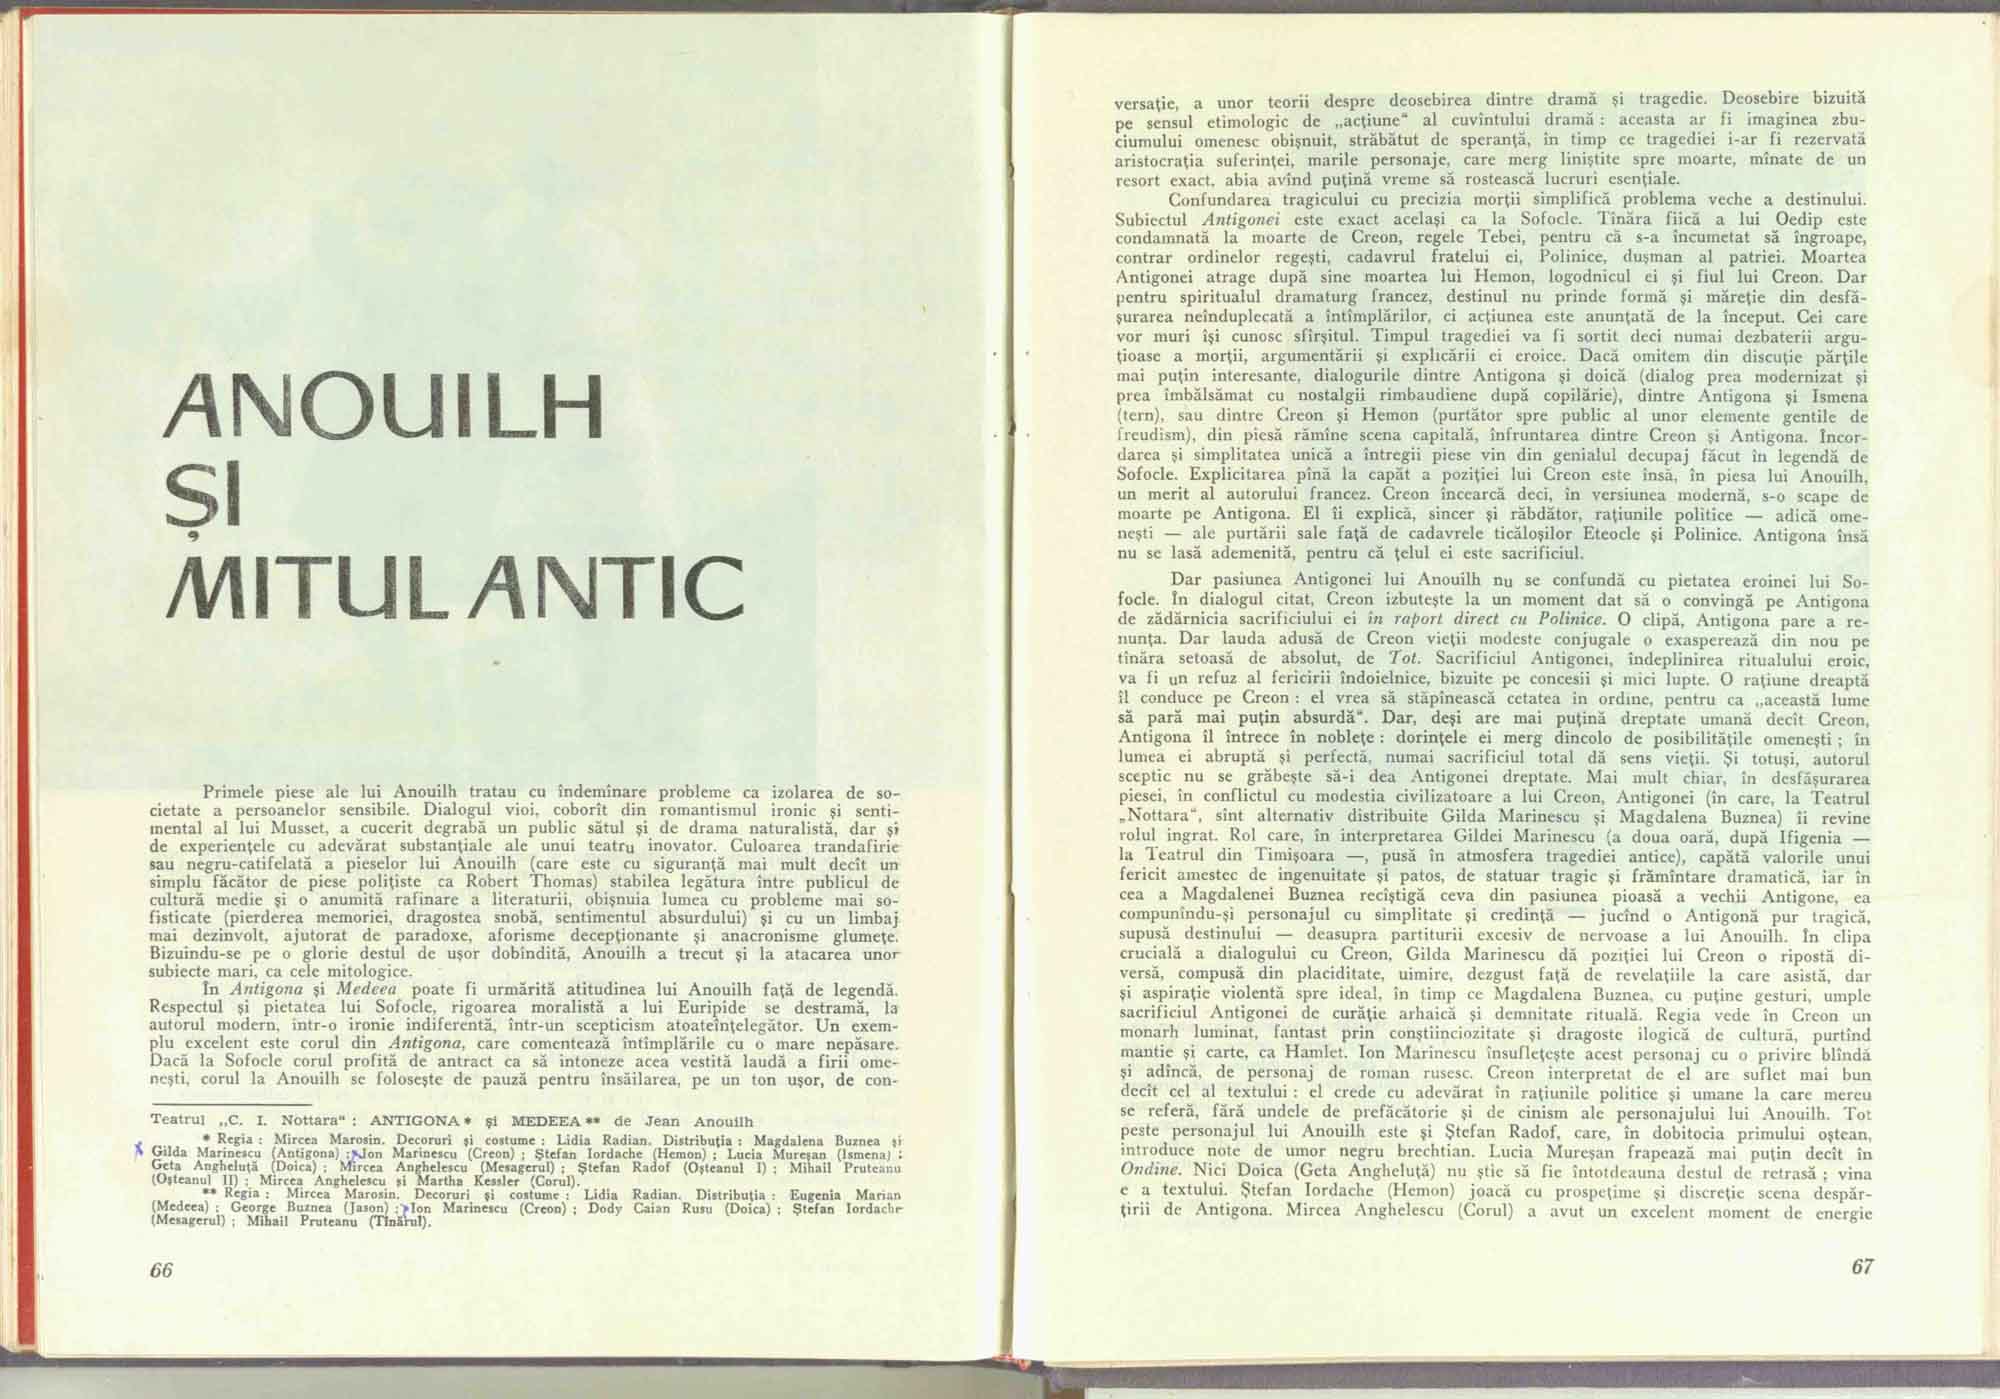 ANOUILH
ȘI
MITUL ANTIC
Primele piese ale lui Anouilh tratau cu îndemînare probleme ca izolarea de so-
cietate a persoanelor sensibile. Dialogul vioi, coborît din romantismul ironic și senti-
mental al lui Musset, a cucerit degrabă un public sătul și de drama naturalistă, dar și
de experiențele cu adevărat substanțiale ale unui teatru inovator. Culoarea trandafirie
sau negru-catifelată a pieselor lui Anouilh (care este cu siguranță mai mult decît un
simplu făcător de piese polițiste ca Robert Thomas) stabilea legătura între publicul de
cultură medie și o anumită rafinare a literaturii, obișnuia lumea cu probleme mai so-
fisticate (pierderea memoriei, dragostea snobă, sentimentul absurdului) și cu un limbaj
mai dezinvolt, ajutorat de paradoxe, aforisme decepționante și anacronisme glumețe.
Bizuindu-se pe o glorie destul de ușor dobîndită, Anouilh a trecut și la atacarea unor
subiecte mari, ca cele mitologice.
În Antigona și Medeea poate fi urmărită atitudinea lui Anouilh față de legendă.
Respectul și pietatea lui Sofocle, rigoarea moralistă a lui Euripide se destramă, la
autorul modern, într-o ironie indiferentă, într-un scepticism atoateînțelegător. Un exem-
plu excelent este corul din Antigona, care comentează întîmplările cu o mare nepăsare.
Dacă la Sofocle corul profită de antract ca să intoneze acea vestită laudă a firii ome-
nești, corul la Anouilh se folosește de pauză pentru însăilarea, pe un ton ușor, de con-
Teatrul „C. I. Nottara“ : ANTIGONA * și MEDEEA ** de Jean Anouilh
* Regia : Mircea Marosin. Decoruri și costume : Lidia Radian. Distribuția : Magdalena Buznea și
Gilda Marinescu (Antigona) ; Ion Marinescu (Creon) ; Ștefan Iordache (Hemon) ; Lucia Mureșan (Ismena) ;
Geta Angheluță (Doica) ; Mircea Anghelescu (Mesagerul) ; Ștefan Radof (Oșteanul I) ; Mihail Pruteanu
(Oșteanul II) ; Mircea Anghelescu și Martha Kessler (Corul).
** Regia : Mircea Marosin. Decoruri și costume : Lidia Radian. Distribuția : Eugenia Marian
(Medeea) ; George Buznea (Jason) ; Ion Marinescu (Creon) ; Dody Caian Rusu (Doica) ; Ștefan Iordache
(Mesagerul) ; Mihail Pruteanu (Tînărul).
66
versație, a unor teorii despre deosebirea dintre dramă și tragedie. Deosebire bizuită
pe sensul etimologic de „acțiune“ al cuvîntului dramă : aceasta ar fi imaginea zbu-
ciumului omenesc obișnuit, străbătut de speranță, în timp ce tragediei i-ar fi rezervată
aristocrația suferinței, marile personaje, care merg liniștite spre moarte, mînate de un
resort exact, abia avînd puțină vreme să rostească lucruri esențiale.
Confundarea tragicului cu precizia morții simplifică problema veche a destinului.
Subiectul Antigonei este exact același ca la Sofocle. Tînăra fiică a lui Oedip este
condamnată la moarte de Creon, regele Tebei, pentru că s-a încumetat să îngroape,
contrar ordinelor regești, cadavrul fratelui ei, Polinice, dușman al patriei. Moartea
Antigonei atrage după sine moartea lui Hemon, logodnicul ei și fiul lui Creon. Dar
pentru spiritualul dramaturg francez, destinul nu prinde formă și măreție din desfă-
șurarea neînduplecată a întîmplărilor, ci acțiunea este anunțată de la început. Cei care
vor muri își cunosc sfîrșitul. Timpul tragediei va fi sortit deci numai dezbaterii argu-
țioase a morții, argumentării și explicării ei eroice. Dacă omitem din discuție părțile
mai puțin interesante, dialogurile dintre Antigona și doică (dialog prea modernizat și
prea îmbălsămat cu nostalgii rimbaudiene după copilărie), dintre Antigona și Ismena
(tern), sau dintre Creon și Hemon (purtător spre public al unor elemente gentile de
freudism), din piesă rămîne scena capitală, înfruntarea dintre Creon și Antigona. Încor-
darea și simplitatea unică a întregii piese vin din genialul decupaj făcut în legendă de
Sofocle. Explicitarea pînă la capăt a poziției lui Creon este însă, în piesa lui Anouilh,
un merit al autorului francez. Creon încearcă deci, în versiunea modernă, s-o scape de
moarte pe Antigona. El îi explică, sincer și răbdător, rațiunile politice — adică ome-
nești — ale purtării sale față de cadavrele ticăloșilor Eteocle și Polinice. Antigona însă
nu se lasă ademenită, pentru că țelul ei este sacrificiul.
Dar pasiunea Antigonei lui Anouilh nu se confundă cu pietatea eroinei lui So-
focle. În dialogul citat, Creon izbutește la un moment dat să o convingă pe Antigona
de zădărnicia sacrificiului ei în raport direct cu Polinice. O clipă, Antigona pare a re-
nunța. Dar lauda adusă de Creon vieții modeste conjugale o exasperează din nou pe
tînăra setoasă de absolut, de Tot. Sacrificiul Antigonei, îndeplinirea ritualului eroic,
va fi un refuz al fericirii îndoielnice, bizuite pe concesii și mici lupte. O rațiune dreaptă
îl conduce pe Creon : el vrea să stăpînească cetatea în ordine, pentru ca „această lume
să pară mai puțin absurdă“. Dar, deși are mai puțină dreptate umană decît Creon,
Antigona îl întrece în noblețe : dorințele ei merg dincolo de posibilitățile omenești ; în
lumea ei abruptă și perfectă, numai sacrificiul total dă sens vieții. Și totuși, autorul
sceptic nu se grăbește să-i dea Antigonei dreptate. Mai mult chiar, în desfășurarea
piesei, în conflictul cu modestia civilizatoare a lui Creon, Antigonei (în care, la Teatrul
„Nottara“, sînt alternativ distribuite Gilda Marinescu și Magdalena Buznea) îi revine
rolul ingrat. Rol care, în interpretarea Gildei Marinescu (a doua oară, după Ifigenia —
la Teatrul din Timișoara —, pusă în atmosfera tragediei antice), capătă valorile unui
fericit amestec de ingenuitate și patos, de statuar tragic și frămîntare dramatică, iar în
cea a Magdalenei Buznea recîștigă ceva din pasiunea pioasă a vechii Antigone, ea
compunîndu-și personajul cu simplitate și credință — jucînd o Antigonă pur tragică,
supusă destinului — deasupra partiturii excesiv de nervoase a lui Anouilh. În clipa
crucială a dialogului cu Creon, Gilda Marinescu dă poziției lui Creon o ripostă di-
versă, compusă din placiditate, uimire, dezgust față de revelațiile la care asistă, dar
și aspirație violentă spre ideal, în timp ce Magdalena Buznea, cu puține gesturi, umple
sacrificiul Antigonei de curăție arhaică și demnitate rituală. Regia vede în Creon un
monarh luminat, fantast prin conștiinciozitate și dragoste ilogică de cultură, purtînd
mantie și carte, ca Hamlet. Ion Marinescu însuflețește acest personaj cu o privire blîndă
și adîncă, de personaj de roman rusesc. Creon interpretat de el are suflet mai bun
decît cel al textului : el crede cu adevărat în rațiunile politice și umane la care mereu
se referă, fără undele de prefăcătorie și de cinism ale personajului lui Anouilh. Tot
peste personajul lui Anouilh este și Ștefan Radof, care, în dobitocia primului oștean,
introduce note de umor negru brechtian. Lucia Mureșan frapează mai puțin decît în
Ondine. Nici Doica (Geta Angheluță) nu știe să fie întotdeauna destul de retrasă ; vina
e a textului. Ștefan Iordache (Hemon) joacă cu prospețime și discreție scena despăr-
țirii de Antigona. Mircea Anghelescu (Corul) a avut un excelent moment de energie
67